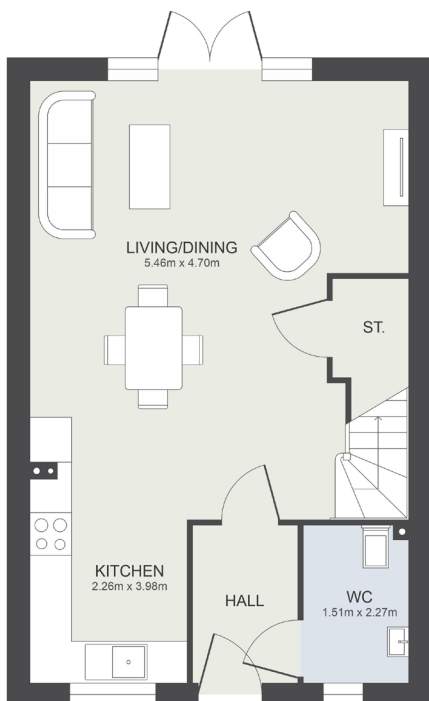 LIVING/DINING
5.46m x 4.70m
ST.
KITCHEN
2.26m x 3.98m
HALL
WC
1.51m x 2.27m